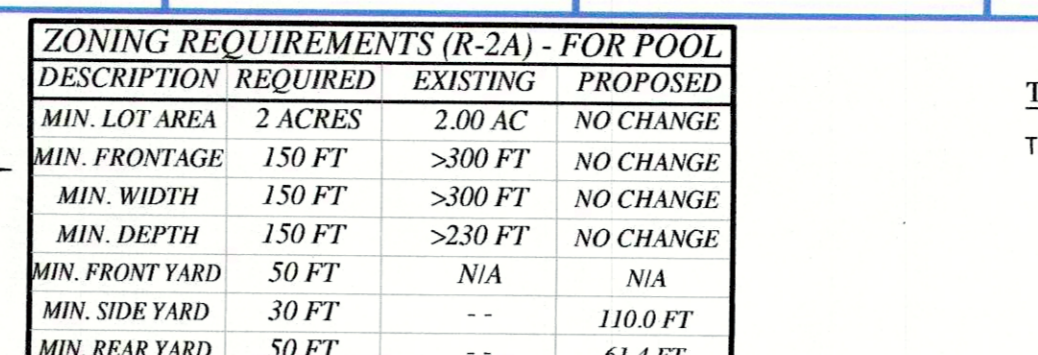 ZONING REQUIREMENTS (R-2A) - FOR POOL
DESCRIPTION REQUIRED EXISTING PROPOSED
MIN. LOT AREA 2 ACRES 2.00 AC NO CHANGE
MIN. FRONTAGE 150 FT >300 FT NO CHANGE
MIN. WIDTH 150 FT >300 FT NO CHANGE
MIN. DEPTH 150 FT >230 FT NO CHANGE
MIN. FRONT YARD 50 FT N/A N/A
MIN. SIDE YARD 30 FT - - 110.0 FT
MIN. REAR YARD 50 FT - - 61.4 FT